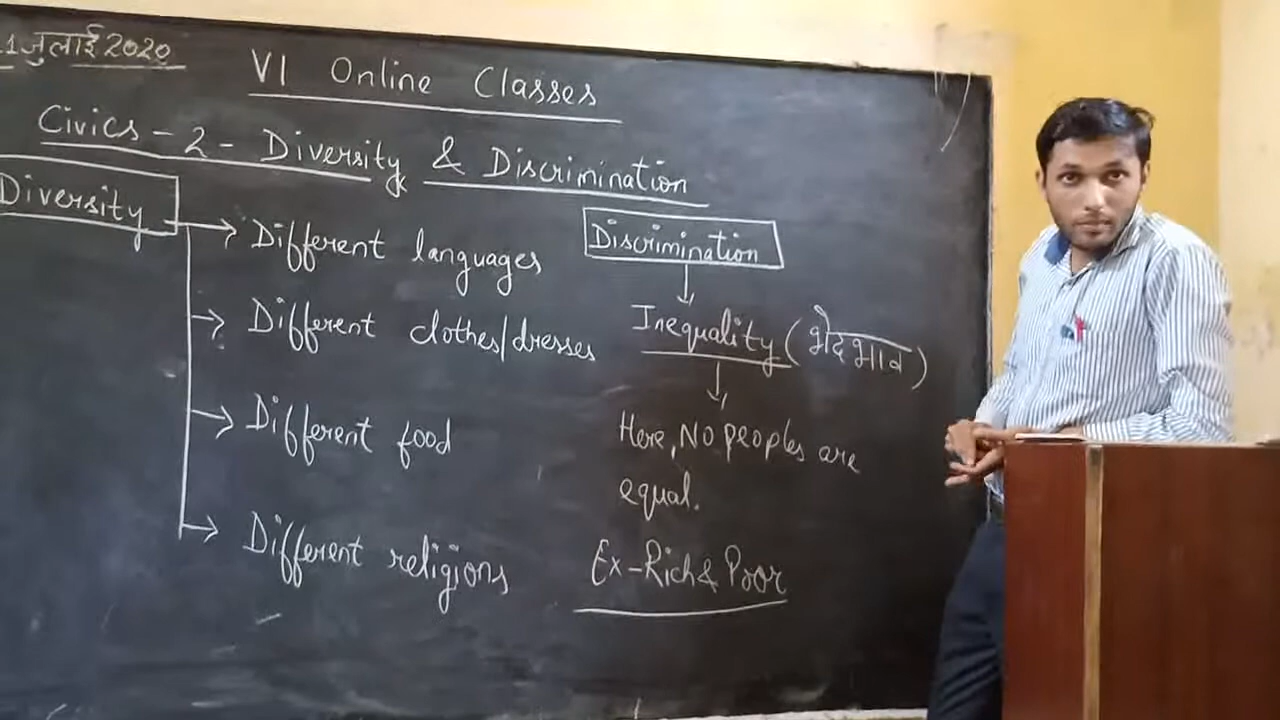 1 जुलाई 2020
VI Online Classes
Civics - 2 - Diversity & Discrimination
Diversity
Different languages
Different clothes/dresses
Different food
Different religions
Discrimination
Inequality (भेदभाव)
Here, No peoples are
equal.
Ex - Rich & Poor